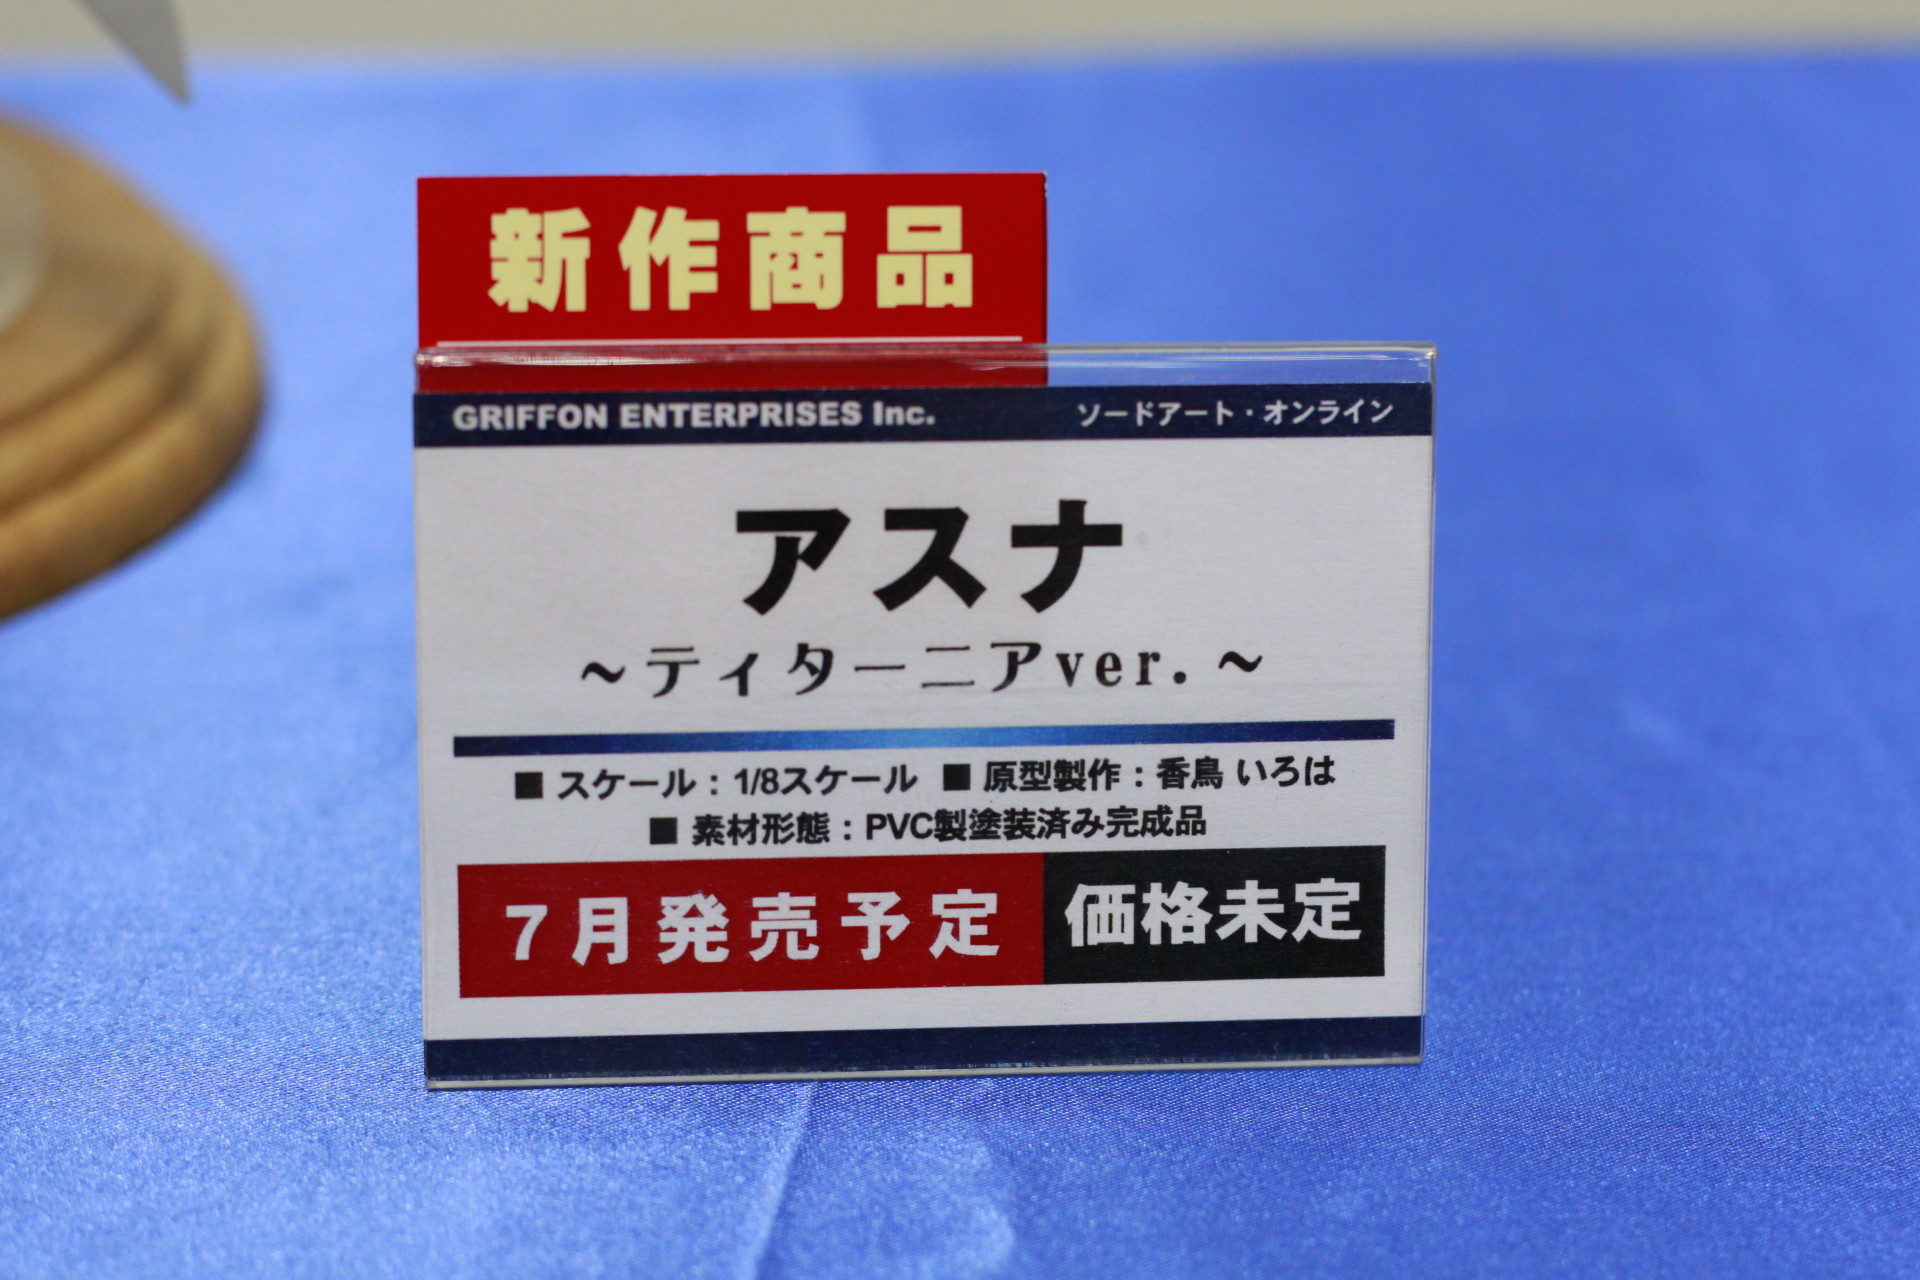 新作商品
GRIFFON ENTERPRISES Inc. ソードアート・オンライン
アスナ
～ティターニアver.～
■ スケール：1/8スケール ■ 原型製作：香鳥 いろは
■ 素材形態：PVC製塗装済み完成品
7月発売予定 価格未定